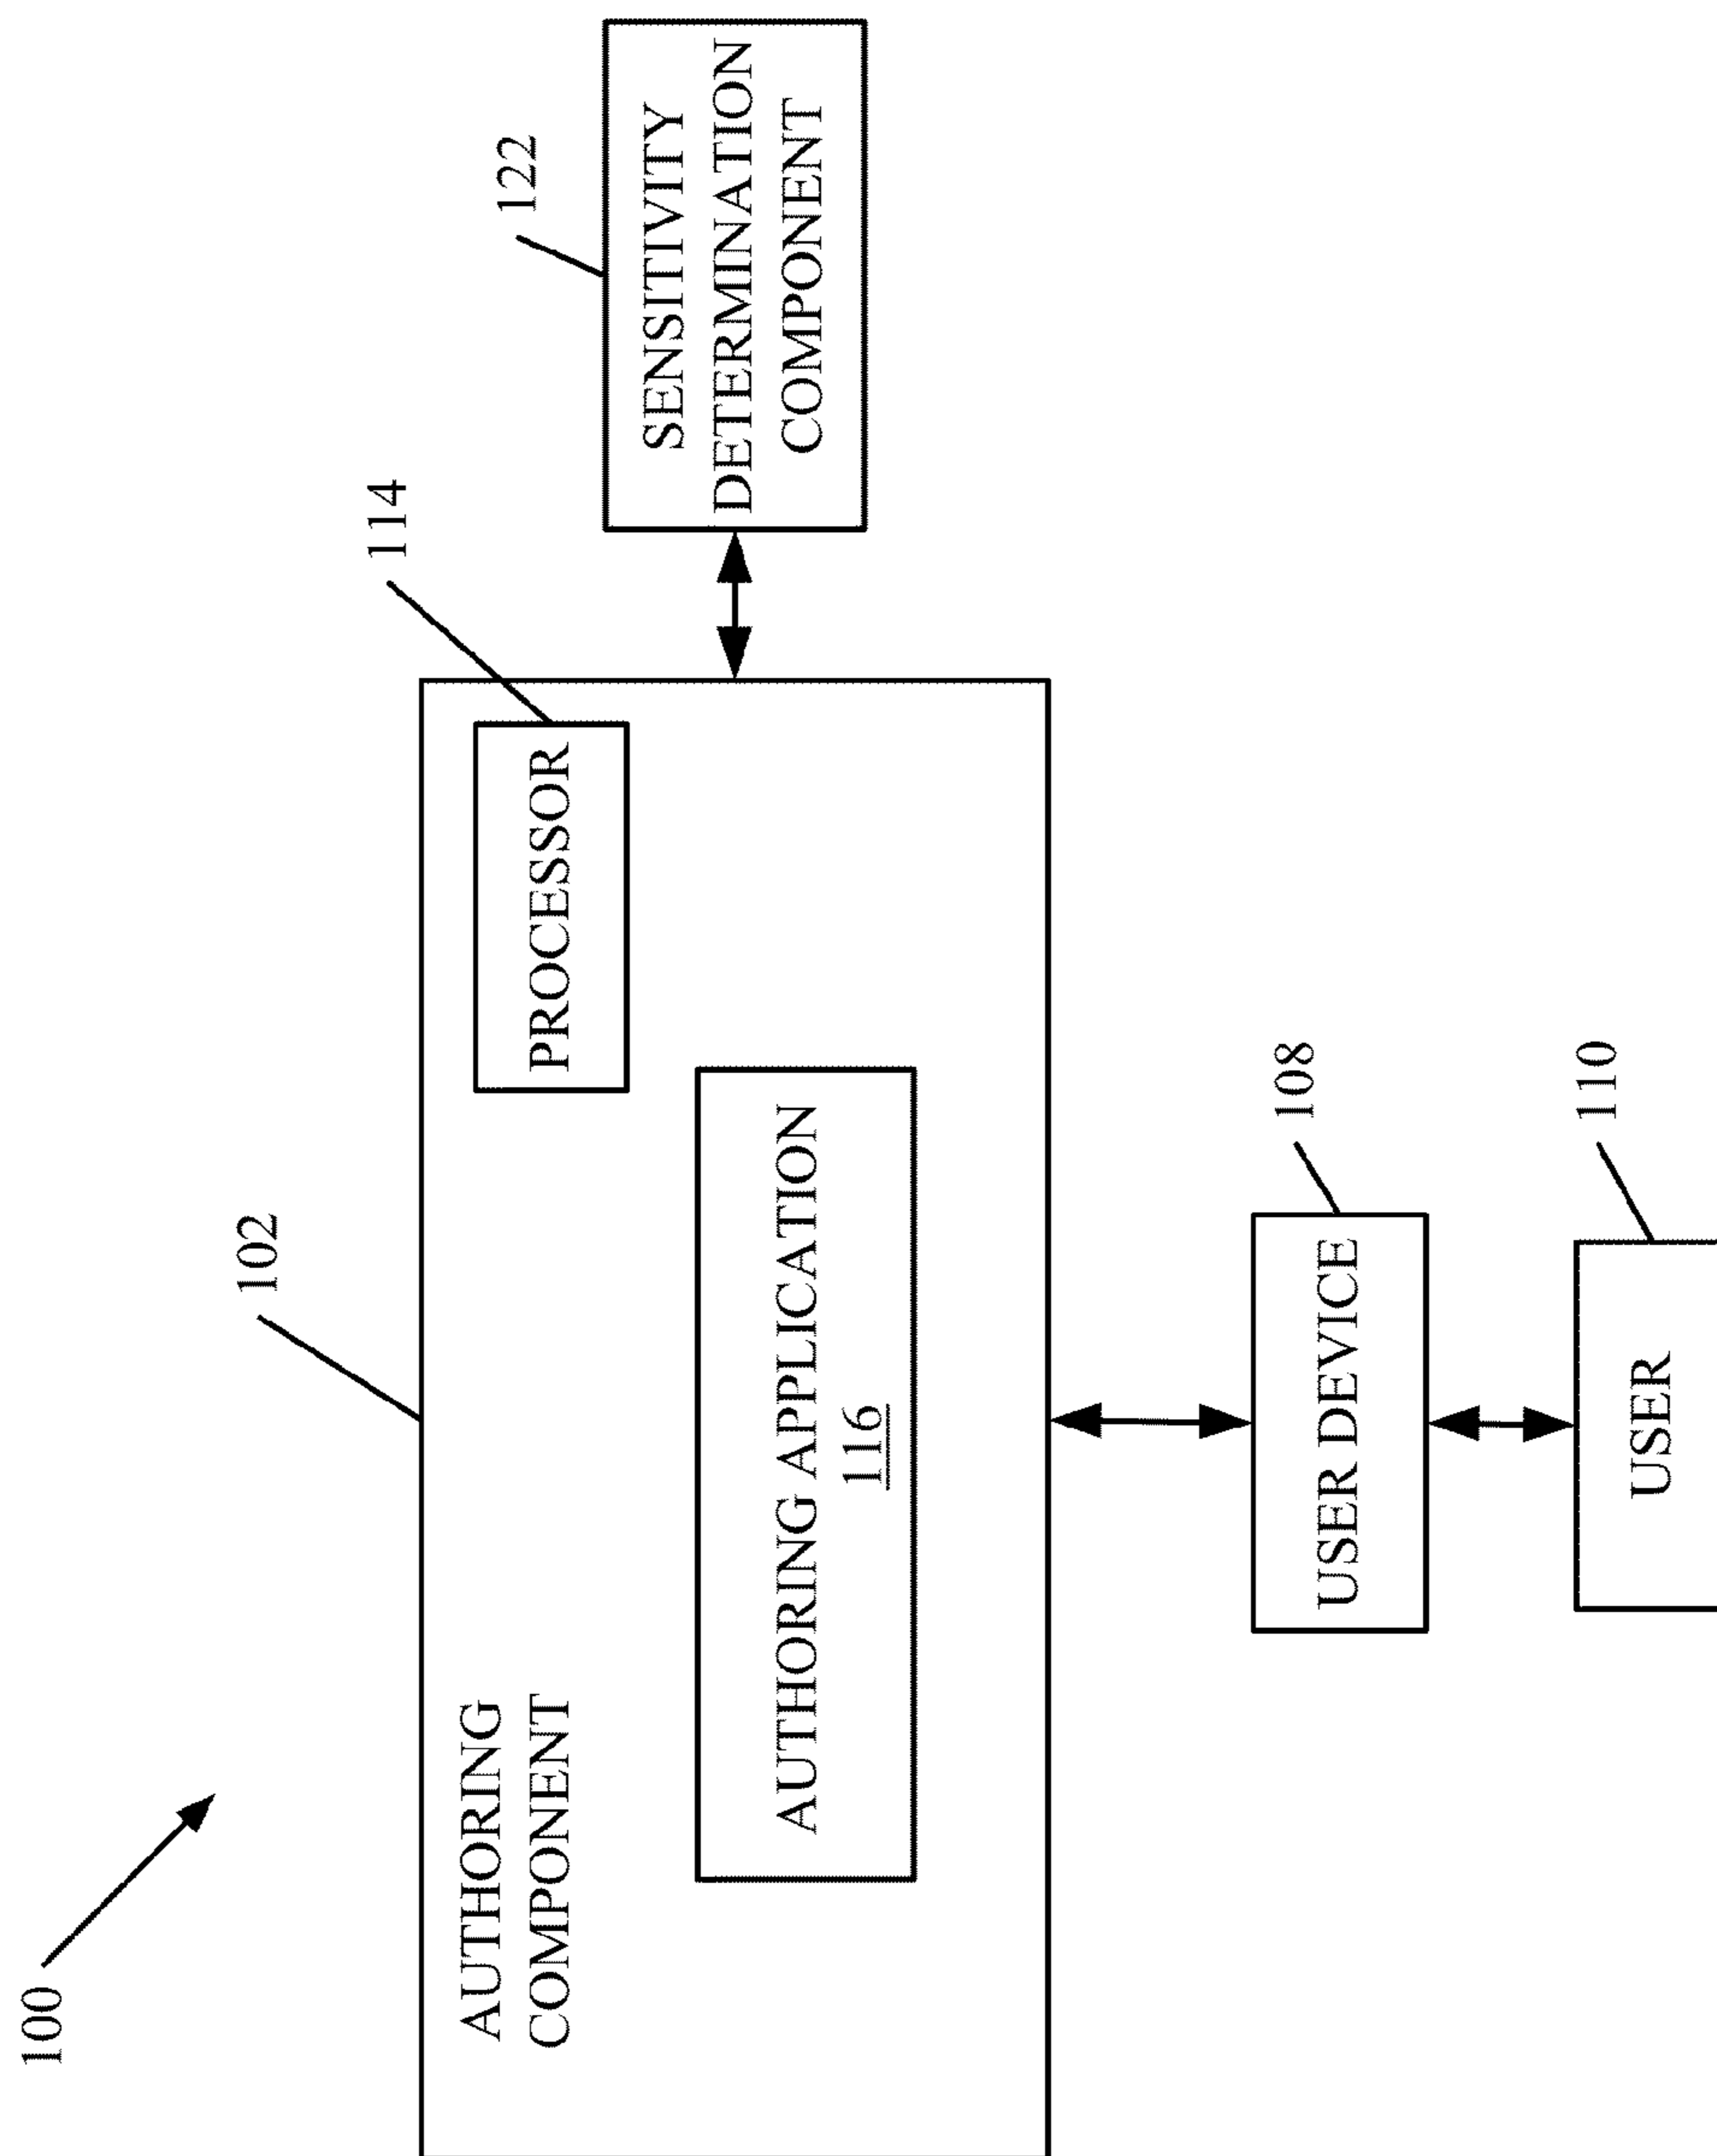 100
102
114
122
AUTHORING
COMPONENT
PROCESSOR
SENSITIVITY
DETERMINATION
COMPONENT
AUTHORING APPLICATION
116
108
USER DEVICE
110
USER